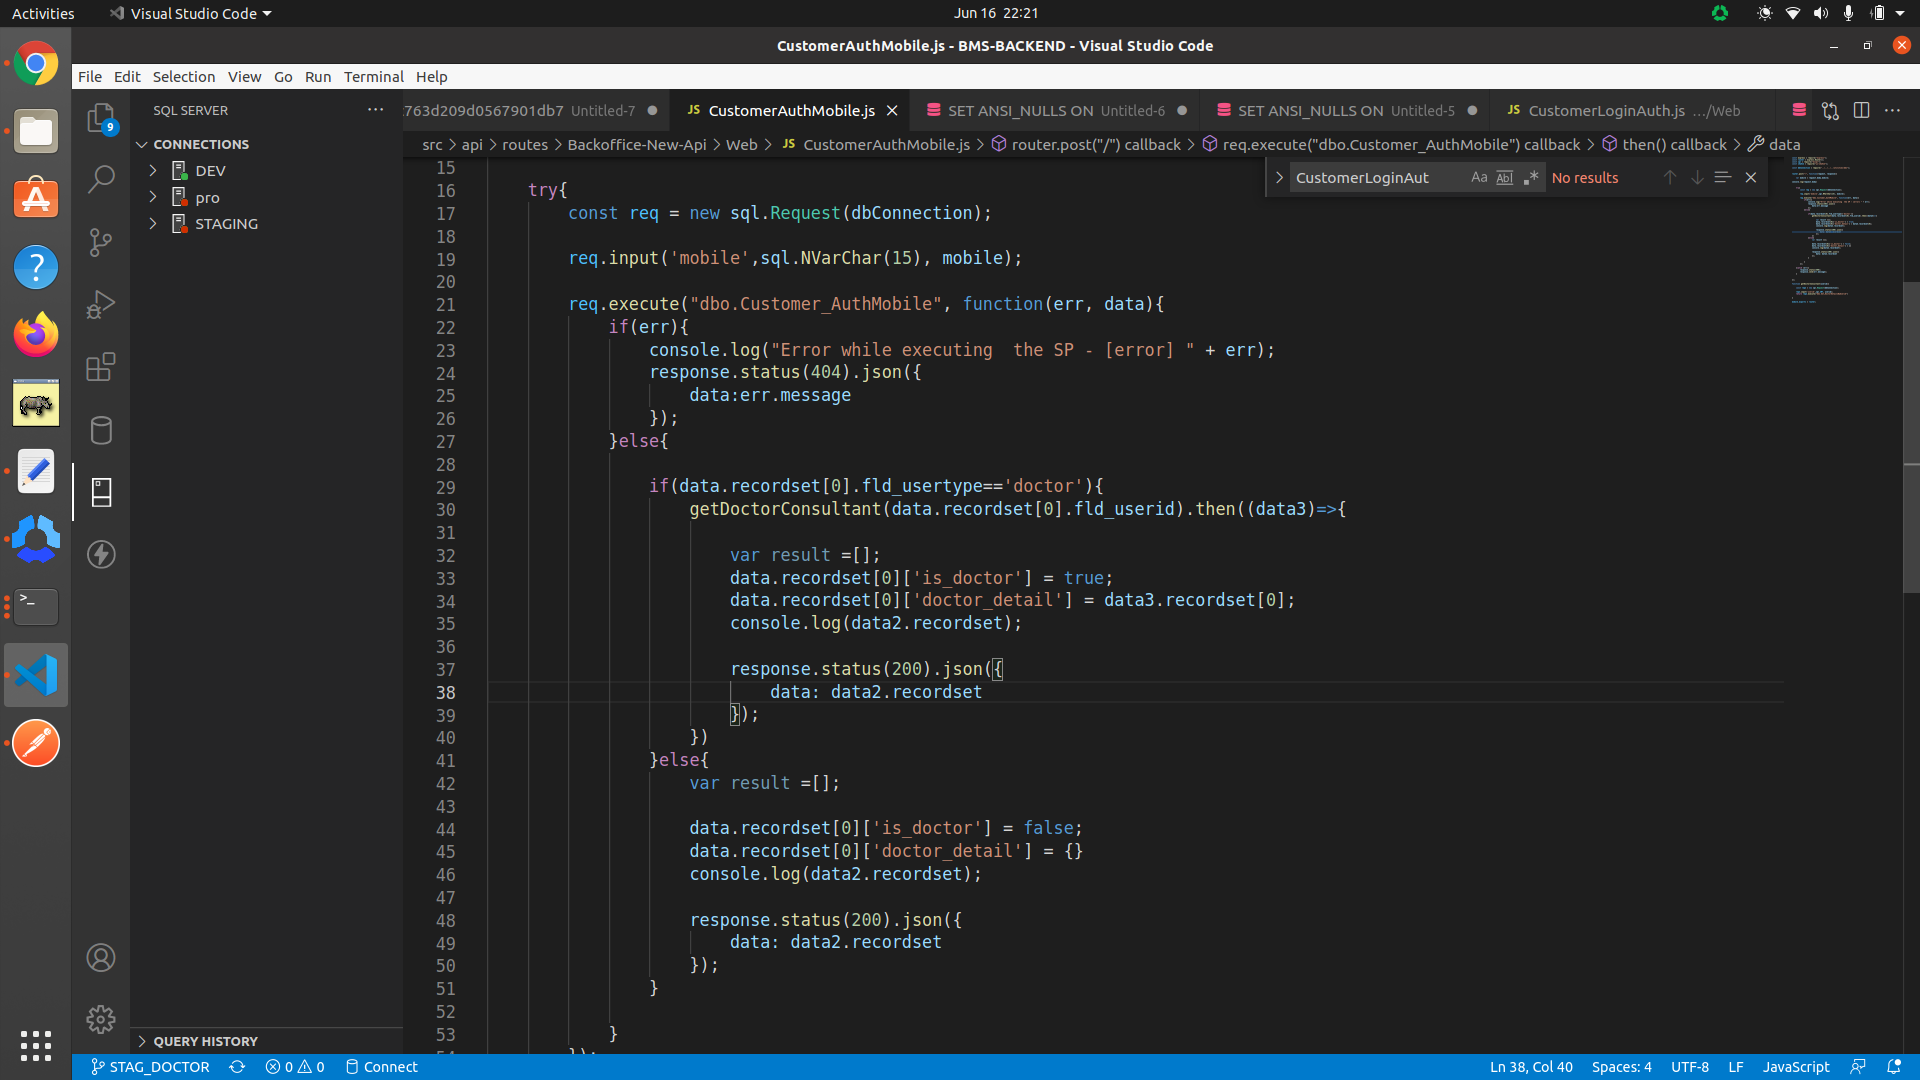 Activities
Visual Studio Code
Jun 16 22:21
CustomerAuthMobile.js - BMS-BACKEND - Visual Studio Code
File Edit Selection View Go Run Terminal Help
9
SQL SERVER
CONNECTIONS
DEV
pro
STAGING
QUERY HISTORY
763d209d0567901db7 Untitled-7
JS CustomerAuthMobile.js
SET ANSI_NULLS ON Untitled-6
SET ANSI_NULLS ON Untitled-5
JS CustomerLoginAuth.js .../Web
src > api > routes > Backoffice-New-Api > Web > JS CustomerAuthMobile.js > router.post("/") callback > req.execute("dbo.Customer_AuthMobile") callback > then() callback > data
CustomerLoginAut Aa Abl .* No results
15
16 try{
17 const req = new sql.Request(dbConnection);
18
19 req.input('mobile',sql.NVarChar(15), mobile);
20
21 req.execute("dbo.Customer_AuthMobile", function(err, data){
22 if(err){
23 console.log("Error while executing  the SP - [error] " + err);
24 response.status(404).json({
25 data:err.message
26 });
27 }else{
28
29 if(data.recordset[0].fld_usertype=='doctor'){
30 getDoctorConsultant(data.recordset[0].fld_userid).then((data3)=>{
31
32 var result =[];
33 data.recordset[0]['is_doctor'] = true;
34 data.recordset[0]['doctor_detail'] = data3.recordset[0];
35 console.log(data2.recordset);
36
37 response.status(200).json({
38 data: data2.recordset
39 });
40 })
41 }else{
42 var result =[];
43
44 data.recordset[0]['is_doctor'] = false;
45 data.recordset[0]['doctor_detail'] = {}
46 console.log(data2.recordset);
47
48 response.status(200).json({
49 data: data2.recordset
50 });
51 }
52
53 }
STAG_DOCTOR 0 0 Connect
Ln 38, Col 40 Spaces: 4 UTF-8 LF JavaScript